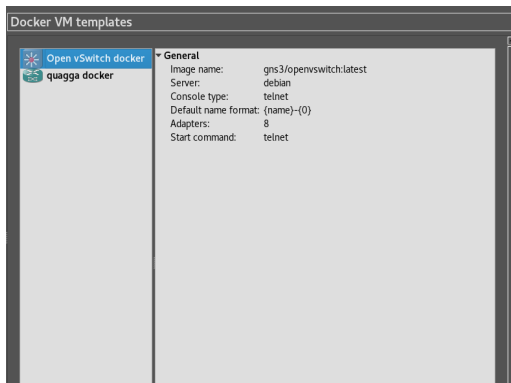 Docker VM templates
Open vSwitch docker
quagga docker
General
Image name: gns3/openvswitch:latest
Server: debian
Console type: telnet
Default name format: {name}-{0}
Adapters: 8
Start command: telnet